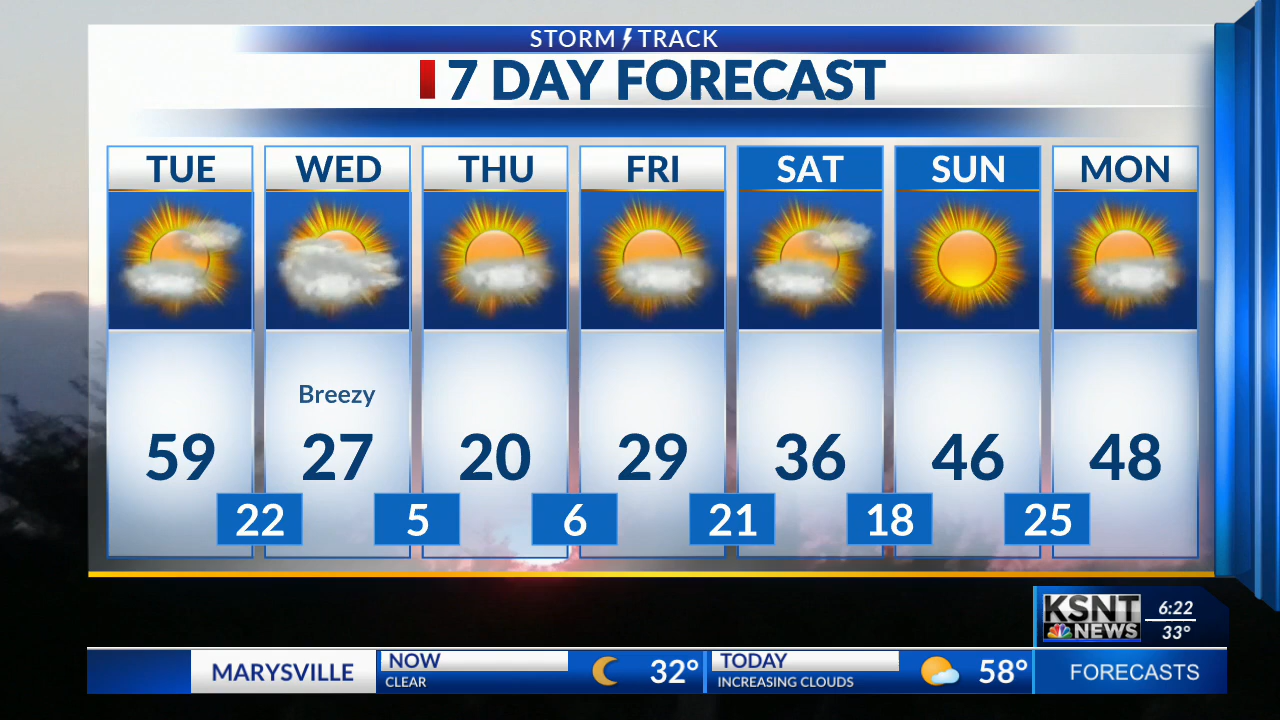 STORM TRACK
7 DAY FORECAST
TUE WED THU FRI SAT SUN MON
Breezy
59 27 20 29 36 46 48
22 5 6 21 18 25
KSNT NEWS
6:22
33°
MARYSVILLE
NOW
CLEAR
32°
TODAY
INCREASING CLOUDS
58°
FORECASTS